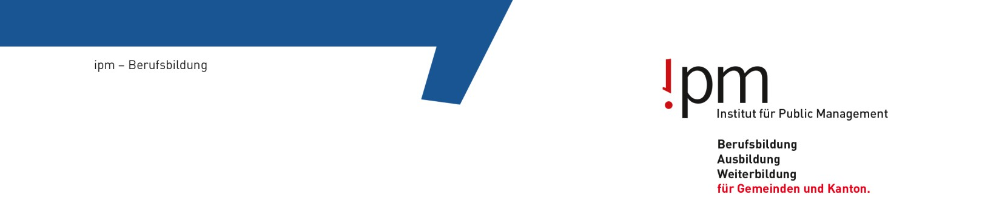 ipm – Berufsbildung
ipm
Institut für Public Management
Berufsbildung
Ausbildung
Weiterbildung
für Gemeinden und Kanton.